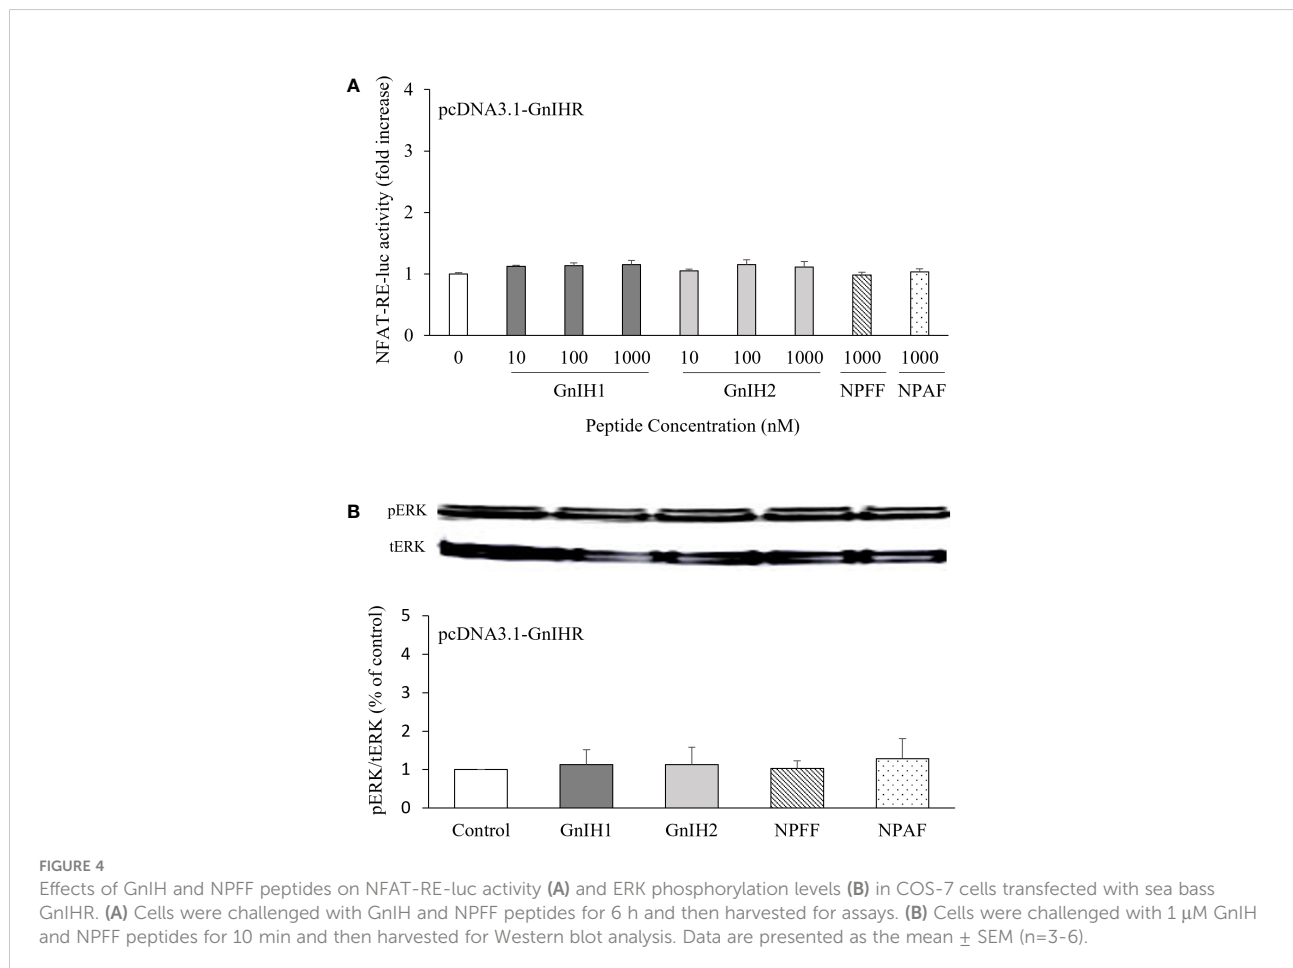 A
NFAT-RE-luc activity (fold increase)
4
3
2
1
0
pcDNA3.1-GnIHR
0 10 100 1000 10 100 1000 1000 1000
GnIH1 GnIH2 NPFF NPAF
Peptide Concentration (nM)
B
pERK
tERK
pERK/tERK (% of control)
5
4
3
2
1
0
pcDNA3.1-GnIHR
Control GnIH1 GnIH2 NPFF NPAF
FIGURE 4
Effects of GnIH and NPFF peptides on NFAT-RE-luc activity (A) and ERK phosphorylation levels (B) in COS-7 cells transfected with sea bass
GnIHR. (A) Cells were challenged with GnIH and NPFF peptides for 6 h and then harvested for assays. (B) Cells were challenged with 1 µM GnIH
and NPFF peptides for 10 min and then harvested for Western blot analysis. Data are presented as the mean ± SEM (n=3-6).